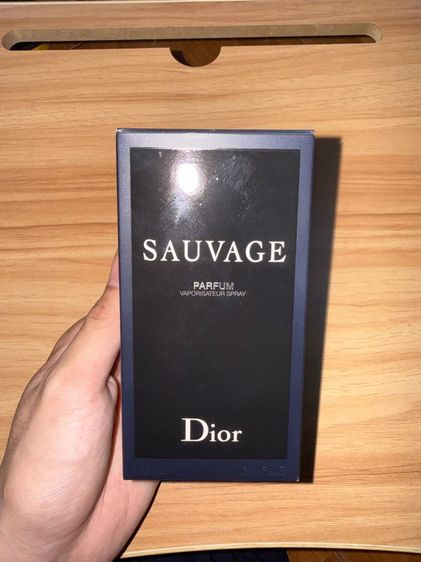 SAUVAGE
PARFUM
VAPORISATEUR SPRAY
Dior